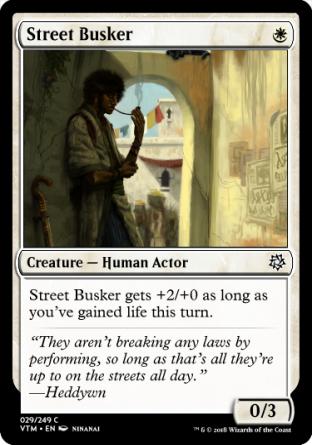 Street Busker
Creature — Human Actor
Street Busker gets +2/+0 as long as
you've gained life this turn.
“They aren't breaking any laws by
performing, so long as that's all they're
up to on the streets all day.”
—Heddwyn
0/3
029/249 C
VTM • EN NINANAI
™ & © 2018 Wizards of the Coast